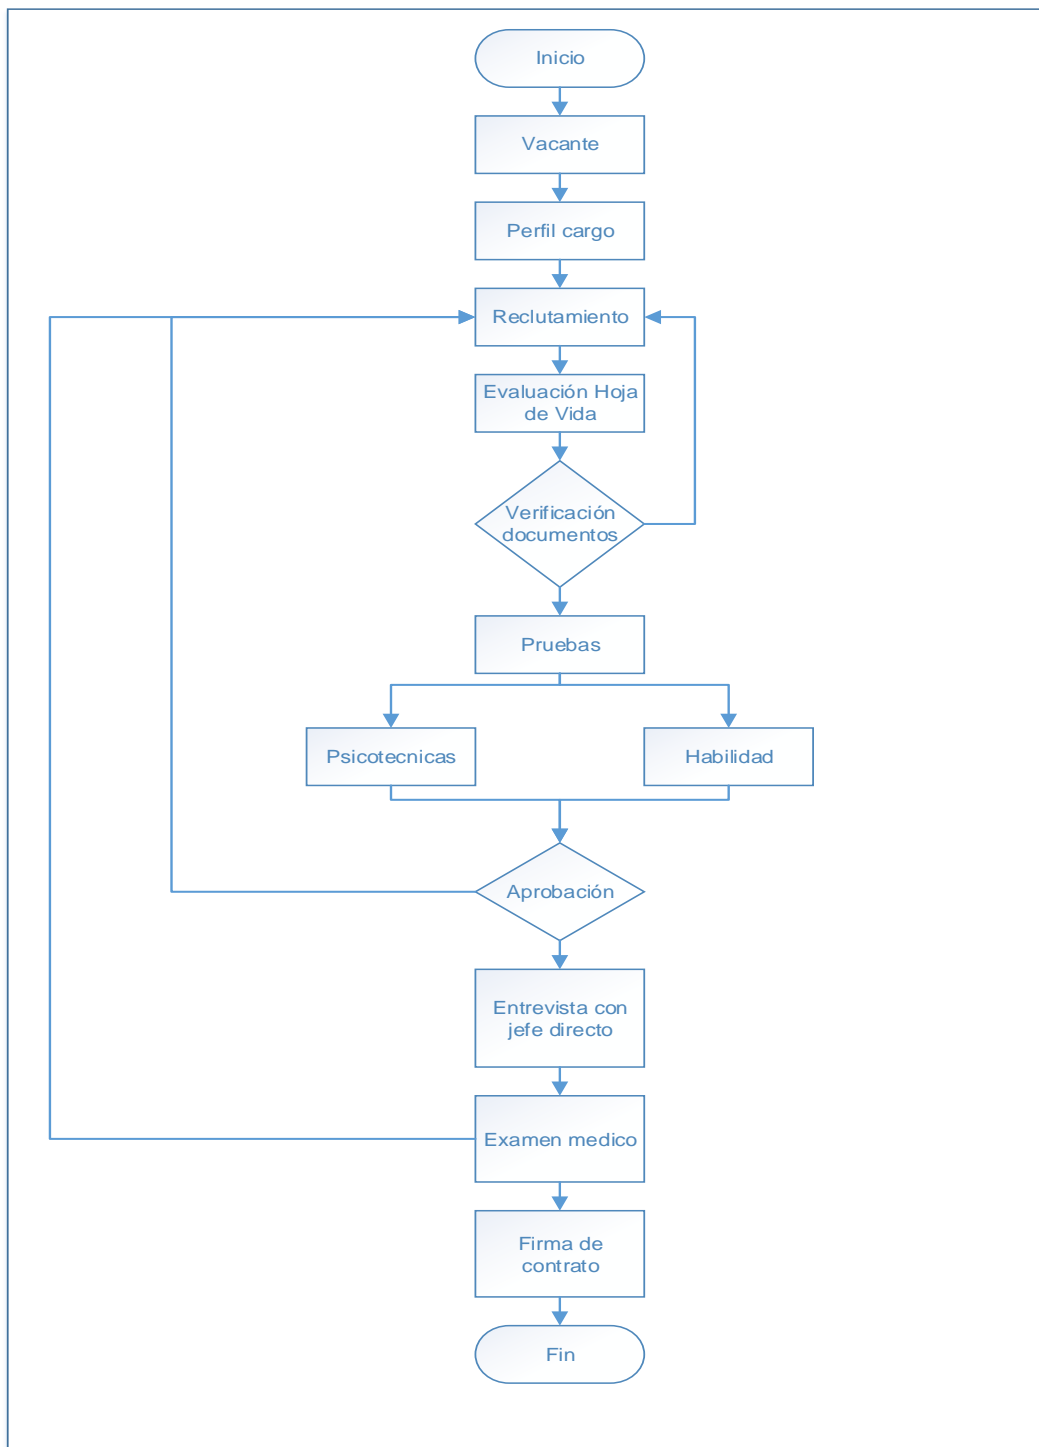 Inicio
Vacante
Perfil cargo
Reclutamiento
Evaluación Hoja
de Vida
Verificación
documentos
Pruebas
Psicotecnicas
Habilidad
Aprobación
Entrevista con
jefe directo
Examen medico
Firma de
contrato
Fin